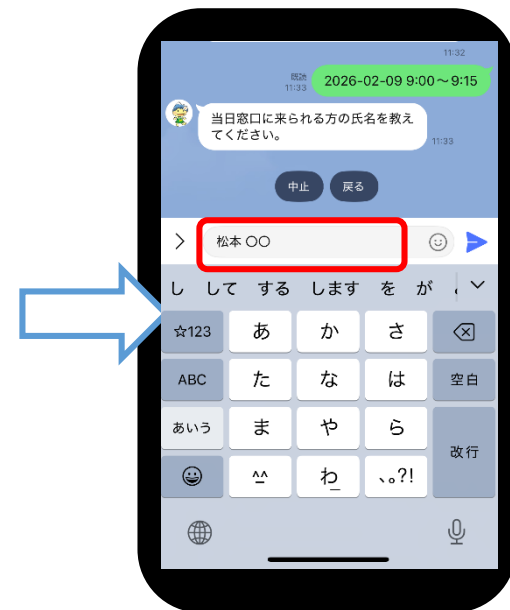 11:32
既読
11:33
2026-02-09 9:00～9:15
当日窓口に来られる方の氏名を教え
てください。
11:33
中止 戻る
松本 〇〇
し して する します を が
☆123 あ か さ
ABC た な は 空白
あいう ま や ら
改行
^^ わ 、。?!